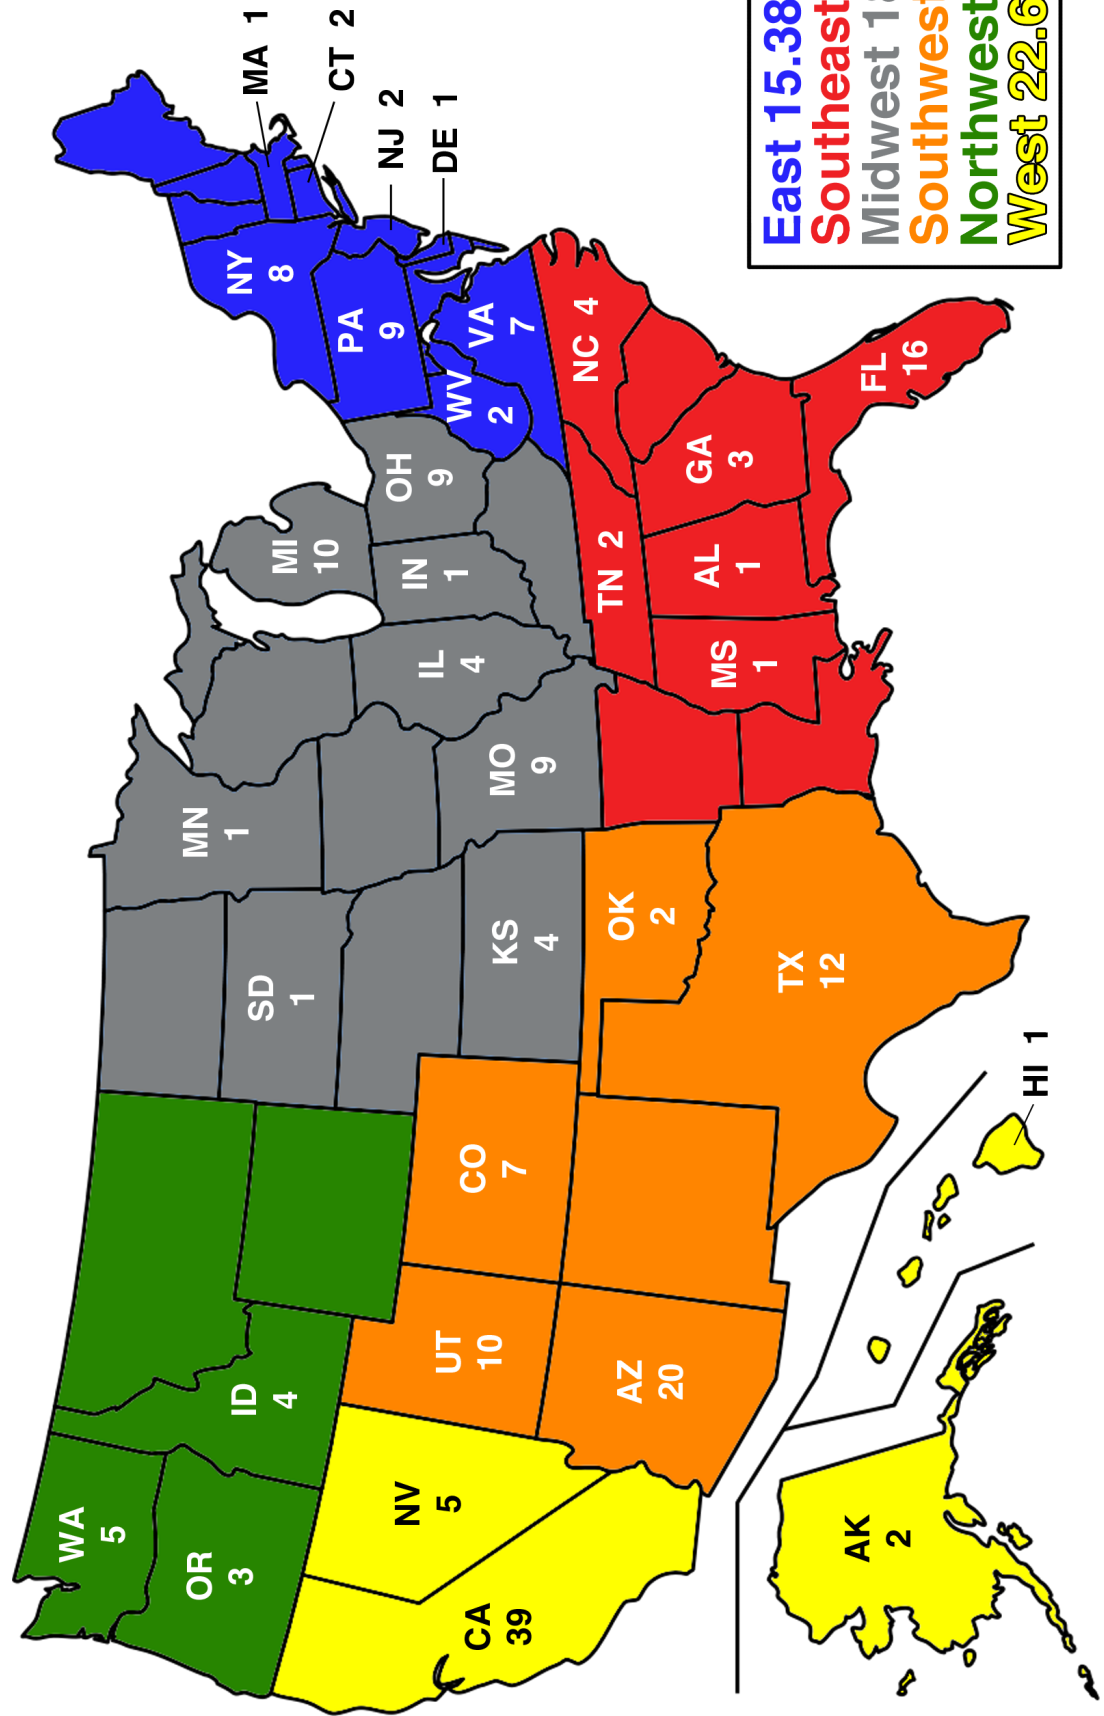 WA
5
OR
3
ID
4
NV
5
CA
39
UT
10
AZ
20
CO
7
SD
1
KS
4
OK
2
TX
12
MN
1
MO
9
IL
4
MI
10
IN
1
OH
9
TN 2
MS
1
AL
1
GA
3
FL
16
NC 4
WV
2
VA
7
PA
9
NY
8
MA 1
CT 2
NJ 2
DE 1
AK
2
HI 1
East 15.38
Southeast
Midwest
Southwest
Northwest
West 22.6